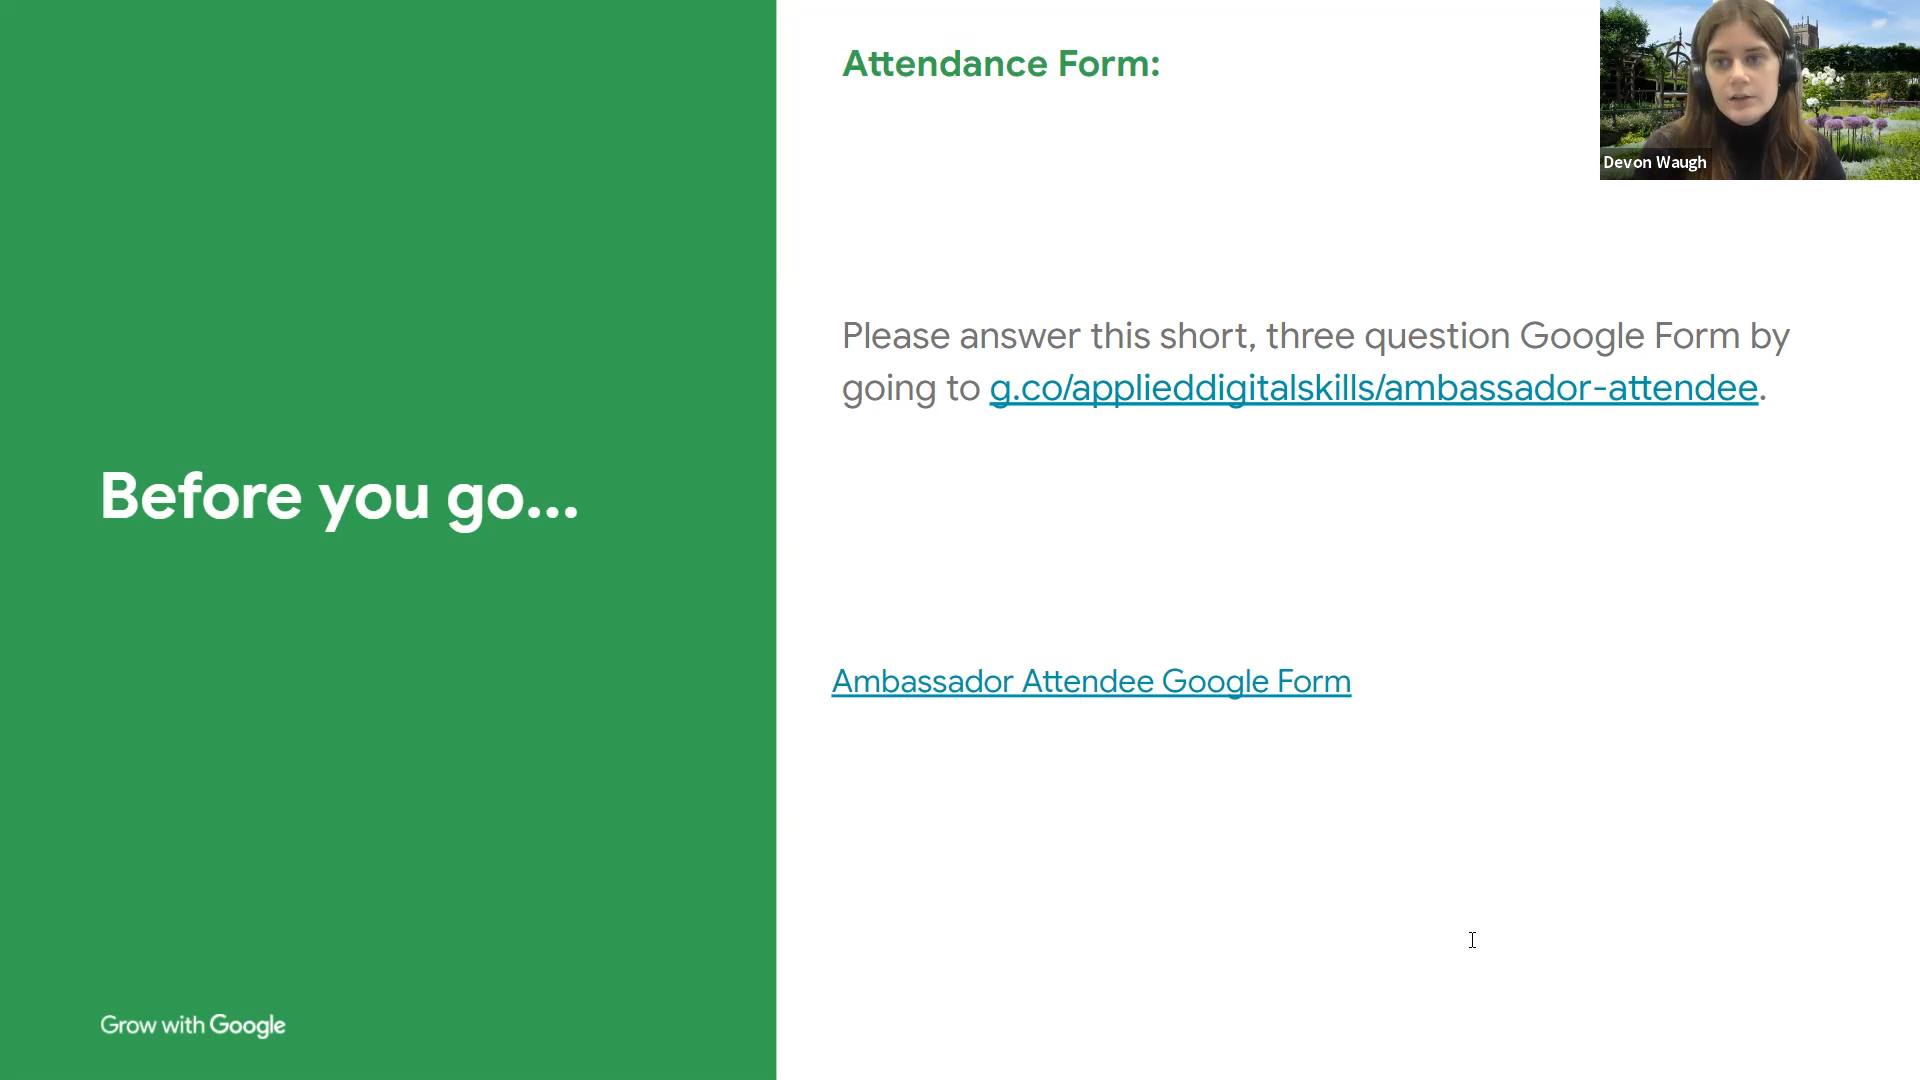 Attendance Form:
Devon Waugh
Please answer this short, three question Google Form by
going to g.co/applieddigitalskills/ambassador-attendee.
Before you go...
Ambassador Attendee Google Form
Grow with Google